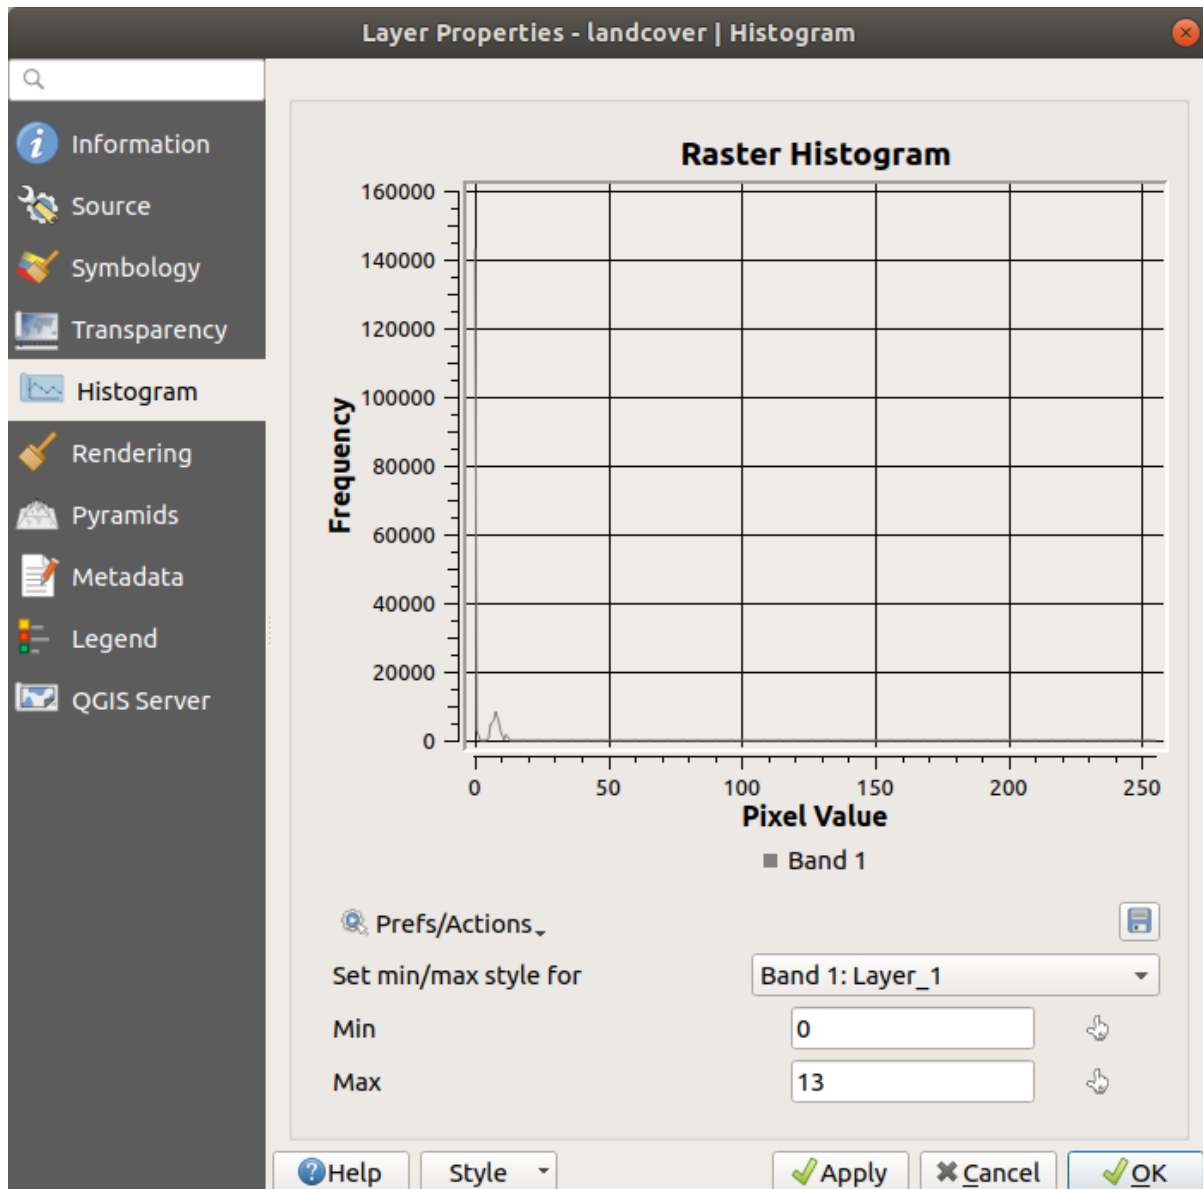 Layer Properties - landcover | Histogram
Information
Source
Symbology
Transparency
Histogram
Rendering
Pyramids
Metadata
Legend
QGIS Server
Raster Histogram
160000
140000
120000
100000
80000
60000
40000
20000
0
Frequency
0 50 100 150 200 250
Pixel Value
Band 1
Prefs/Actions
Set min/max style for Band 1: Layer_1
Min 0
Max 13
Help Style Apply Cancel OK